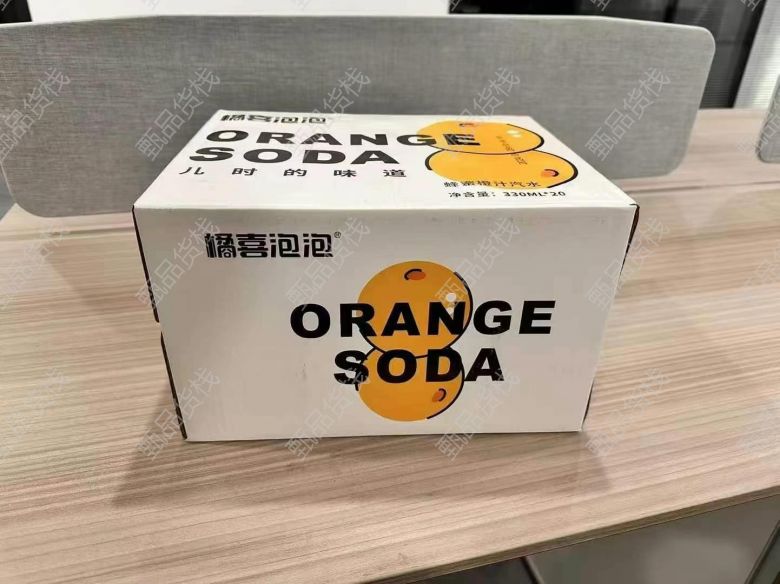 橘喜泡泡
ORANGE
SODA
儿时的味道
蜂蜜橙汁汽水
净含量：330ML*20
橘喜泡泡®
ORANGE
SODA
甄品货栈